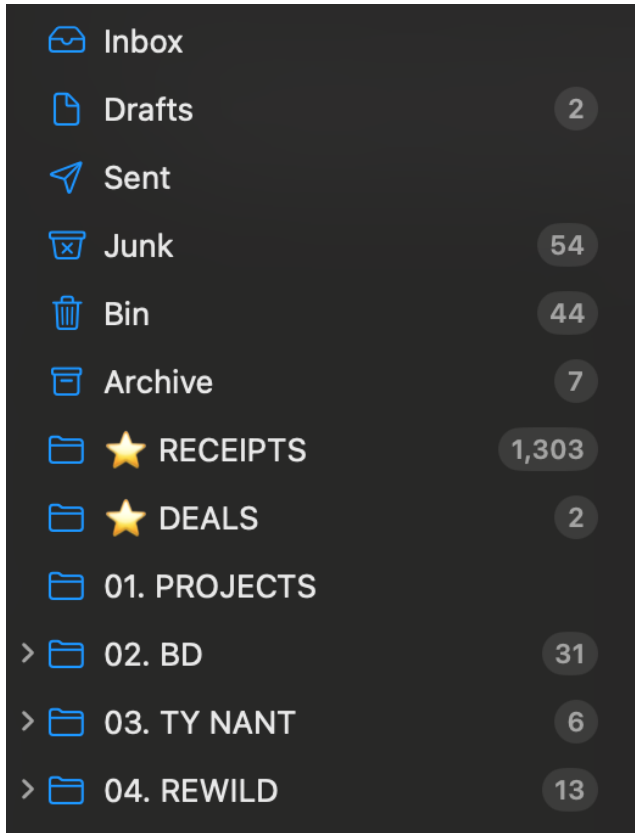 Inbox
Drafts 2
Sent
Junk 54
Bin 44
Archive 7
⭐ RECEIPTS 1,303
⭐ DEALS 2
01. PROJECTS
02. BD 31
03. TY NANT 6
04. REWILD 13